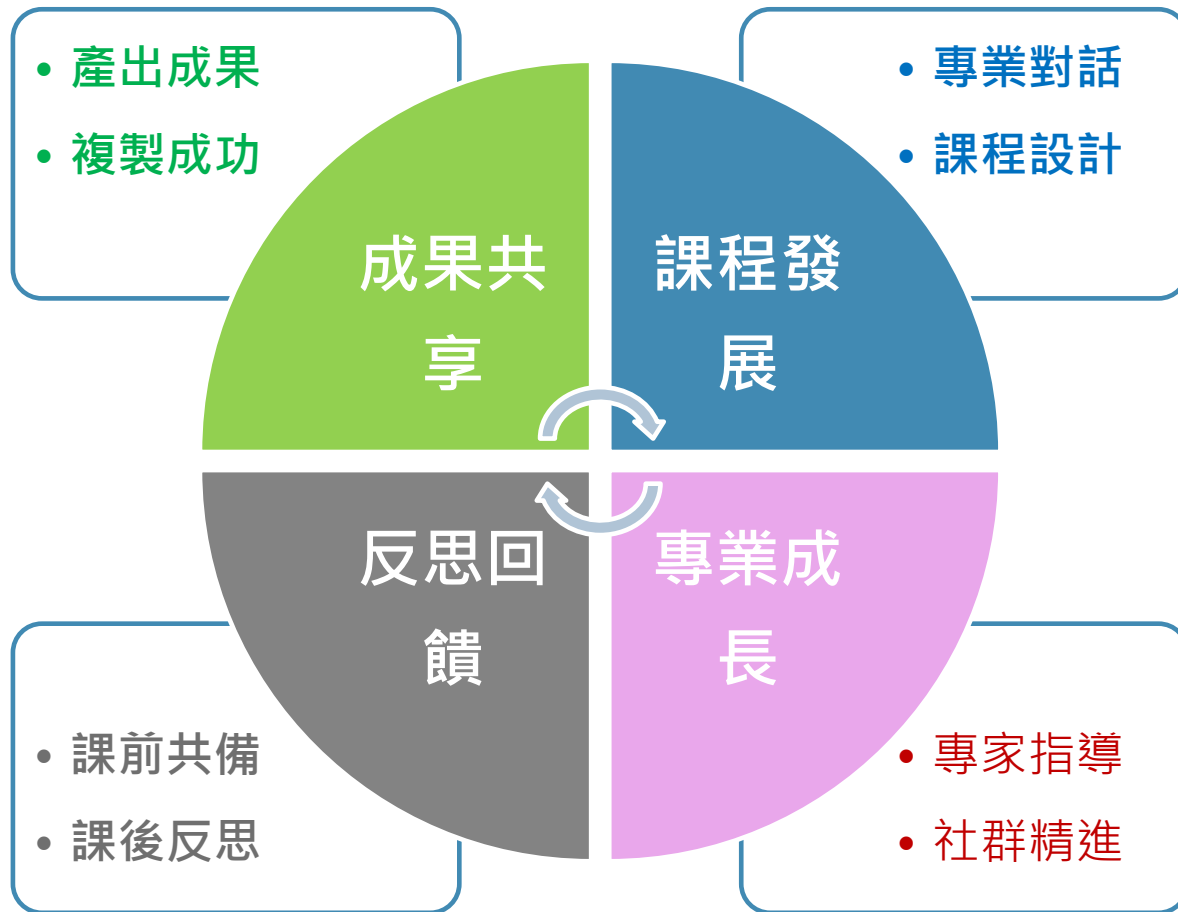 • 產出成果
• 複製成功
• 專業對話
• 課程設計
成果共
享
課程發
展
反思回
饋
專業成
長
• 課前共備
• 課後反思
• 專家指導
• 社群精進